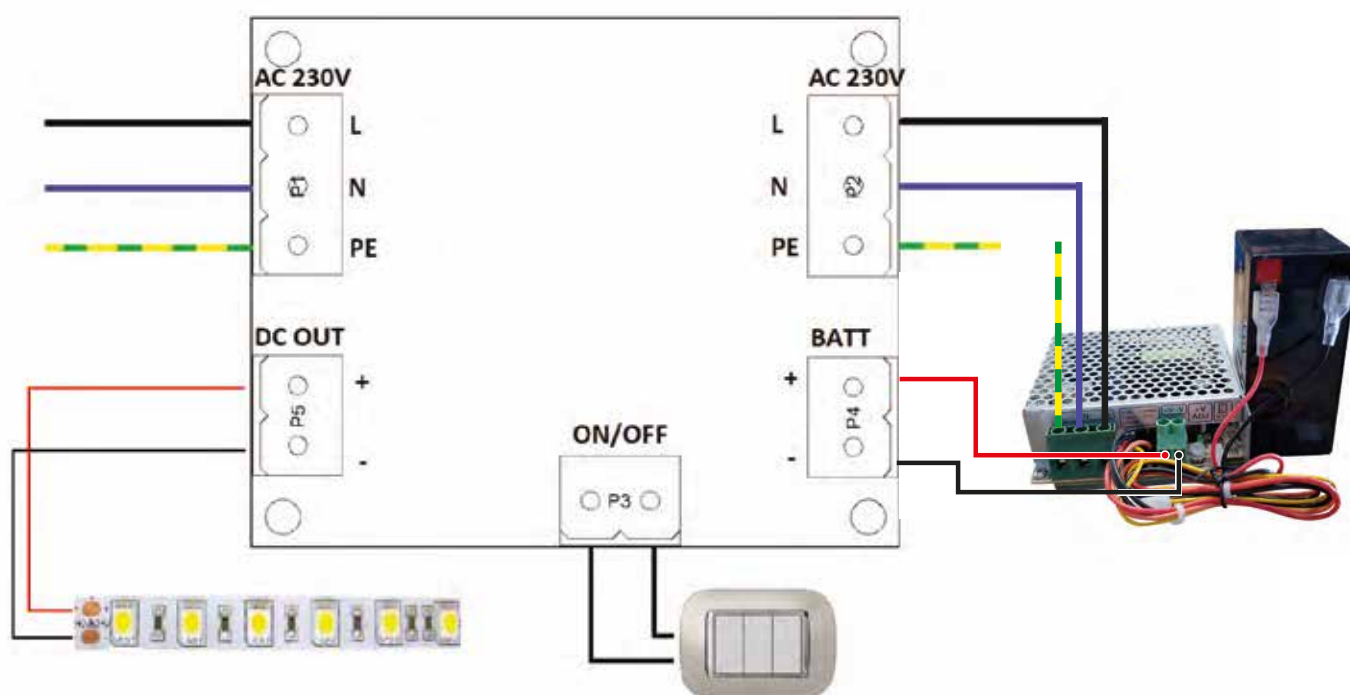 AC 230V
AC 230V
L
L
P1
N
N
P2
PE
PE
DC OUT
BATT
+
+
P5
P4
-
-
ON/OFF
P3